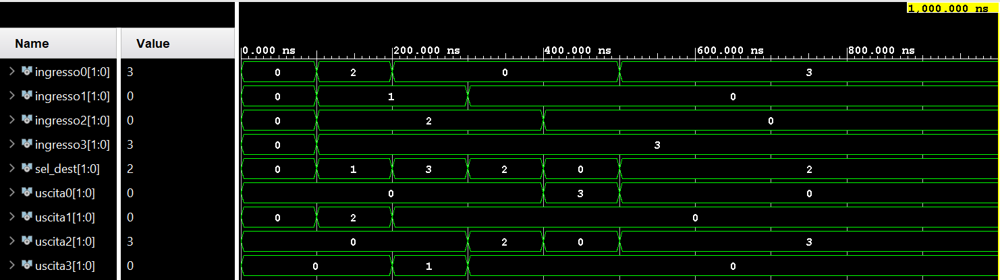 1,000.000 ns
Name Value
0.000 ns 200.000 ns 400.000 ns 600.000 ns 800.000 ns
ingresso0[1:0] 3 0 2 0 3
ingresso1[1:0] 0 0 1 0
ingresso2[1:0] 0 0 2 0
ingresso3[1:0] 3 0 3
sel_dest[1:0] 2 0 1 3 2 0 2
uscita0[1:0] 0 0 3 0
uscita1[1:0] 0 0 2 0
uscita2[1:0] 3 0 2 0 3
uscita3[1:0] 0 0 1 0